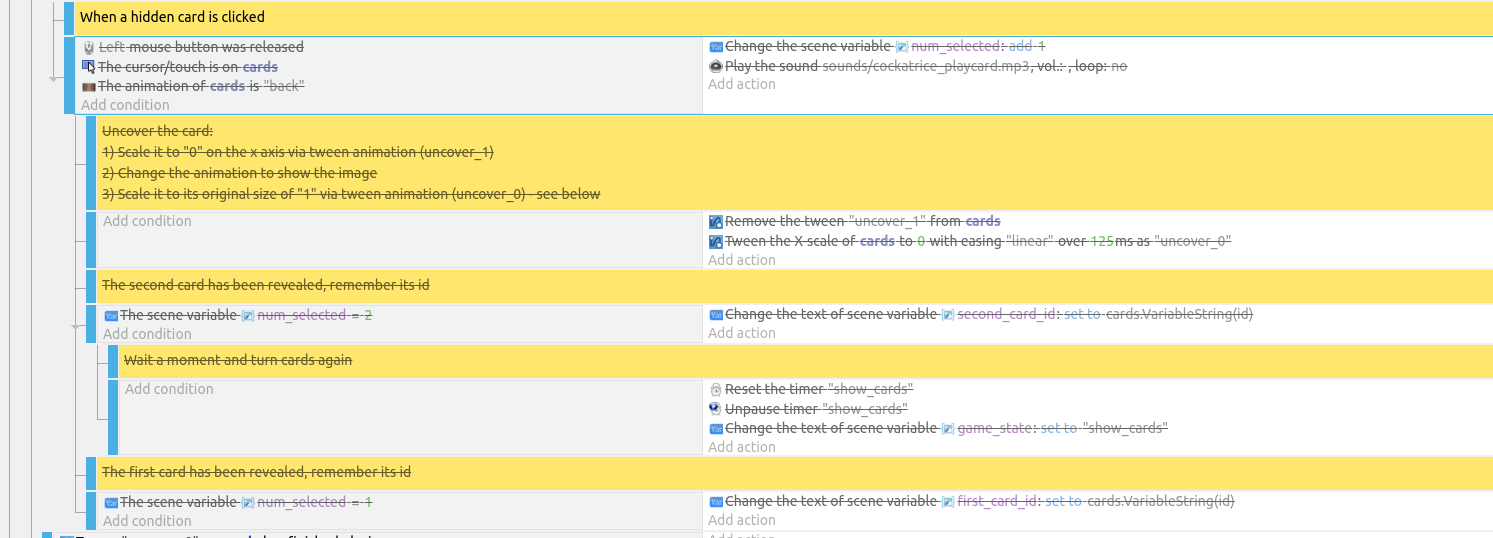 When a hidden card is clicked
Left mouse button was released
The cursor/touch is on cards
The animation of cards is "back"
Add condition
Change the scene variable num_selected: add 1
Play the sound sounds/cockatrice_playcard.mp3, vol.: , loop: no
Add action
Uncover the card:
1) Scale it to "0" on the x axis via tween animation (uncover_1)
2) Change the animation to show the image
3) Scale it to its original size of "1" via tween animation (uncover_0) - see below
Add condition
Remove the tween "uncover_1" from cards
Tween the X scale of cards to 0 with easing "linear" over 125ms as "uncover_0"
Add action
The second card has been revealed, remember its id
The scene variable num_selected = 2
Add condition
Change the text of scene variable second_card_id: set to cards.VariableString(id)
Add action
Wait a moment and turn cards again
Add condition
Reset the timer "show_cards"
Unpause timer "show_cards"
Change the text of scene variable game_state: set to "show_cards"
Add action
The first card has been revealed, remember its id
The scene variable num_selected = 1
Add condition
Change the text of scene variable first_card_id: set to cards.VariableString(id)
Add action